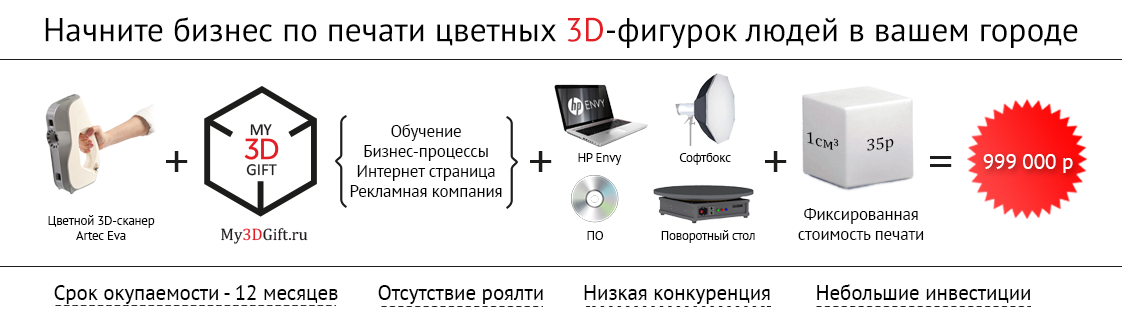 Начните бизнес по печати цветных 3D-фигурок людей в вашем городе
MY
3D
GIFT
Обучение
Бизнес-процессы
Интернет страница
Рекламная компания
hp ENVY
HP Envy
Софтбокс
1см³
35р
999 000 р
Цветной 3D-сканер
Artec Eva
My3DGift.ru
ПО
Поворотный стол
Фиксированная
стоимость печати
+
+
+
=
Срок окупаемости - 12 месяцев
Отсутствие роялти
Низкая конкуренция
Небольшие инвестиции